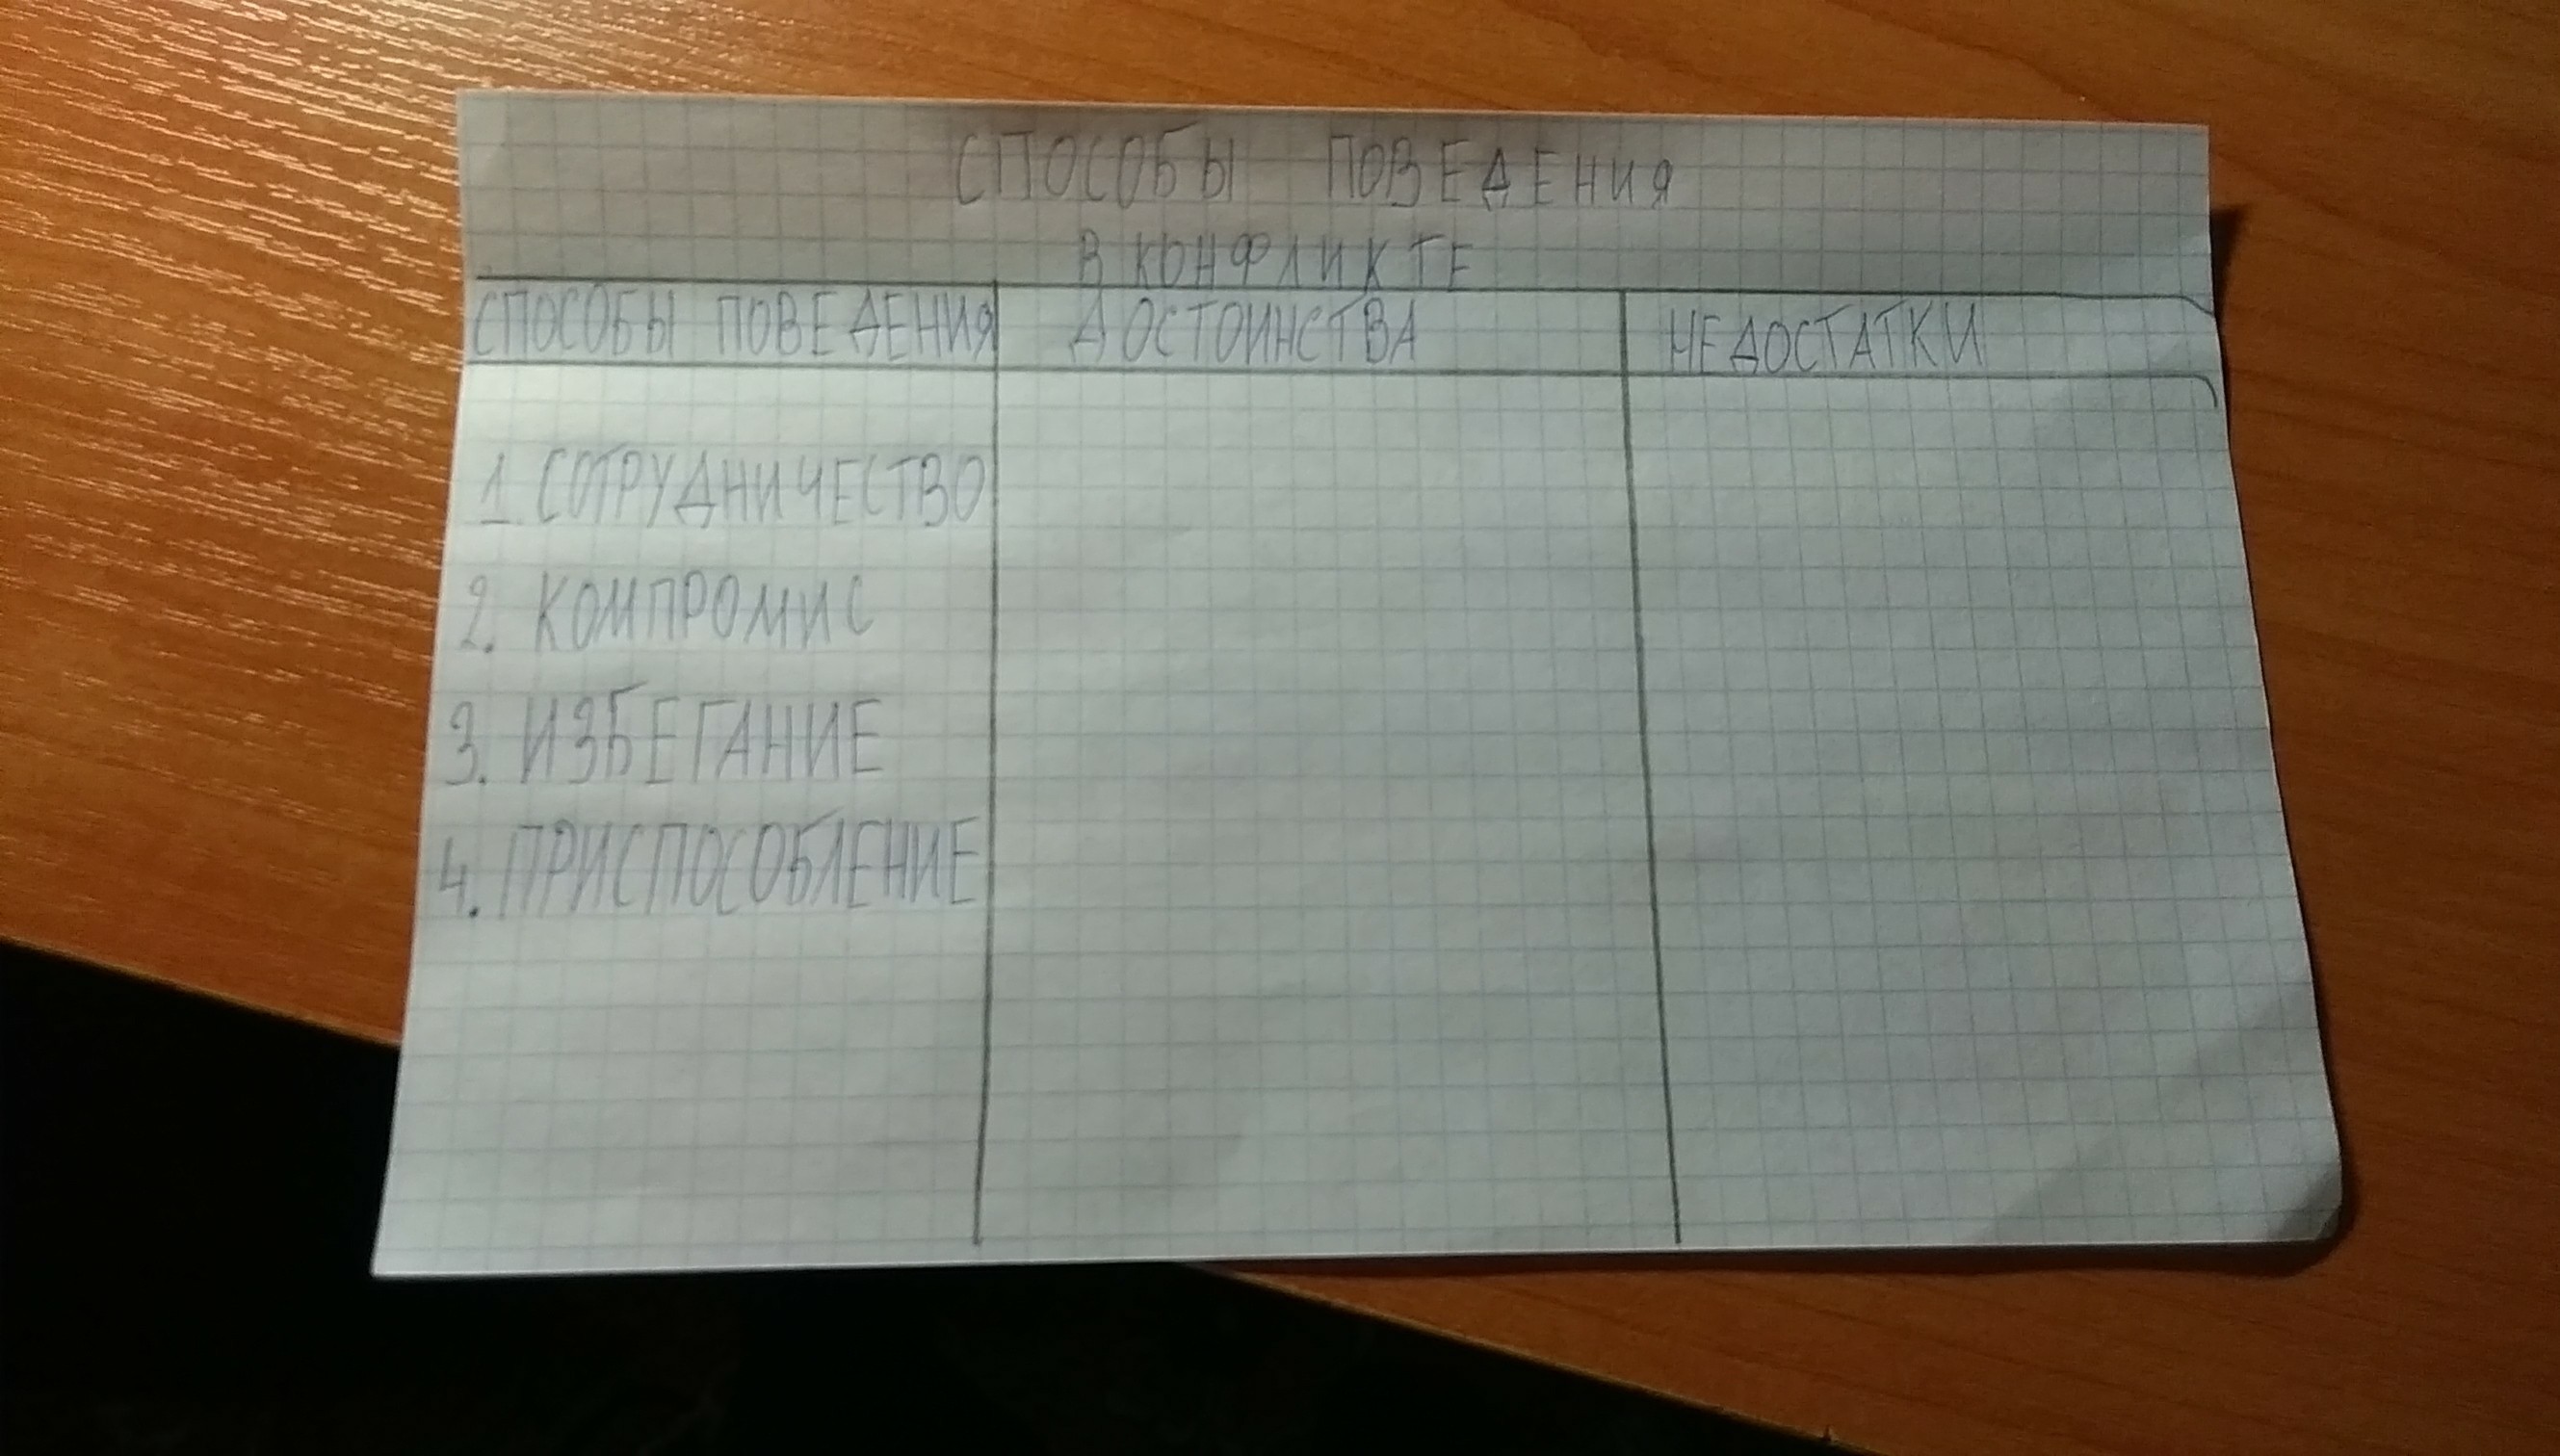 СПОСОБЫ ПОВЕДЕНИЯ
В КОНФЛИКТЕ
СПОСОБЫ ПОВЕДЕНИЯ ДОСТОИНСТВА НЕДОСТАТКИ
1. СОТРУДНИЧЕСТВО
2. КОМПРОМИС
3. ИЗБЕГАНИЕ
4. ПРИСПОСОБЛЕНИЕ